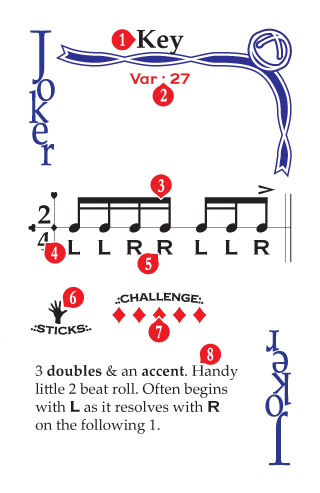 Joker
1 Key
Var : 27
2
3
2
4
4 L L R R L L R
5
6
.:STICKS:.
.:CHALLENGE:.
7
8
3 doubles & an accent. Handy
little 2 beat roll. Often begins
with L as it resolves with R
on the following 1.
Joker